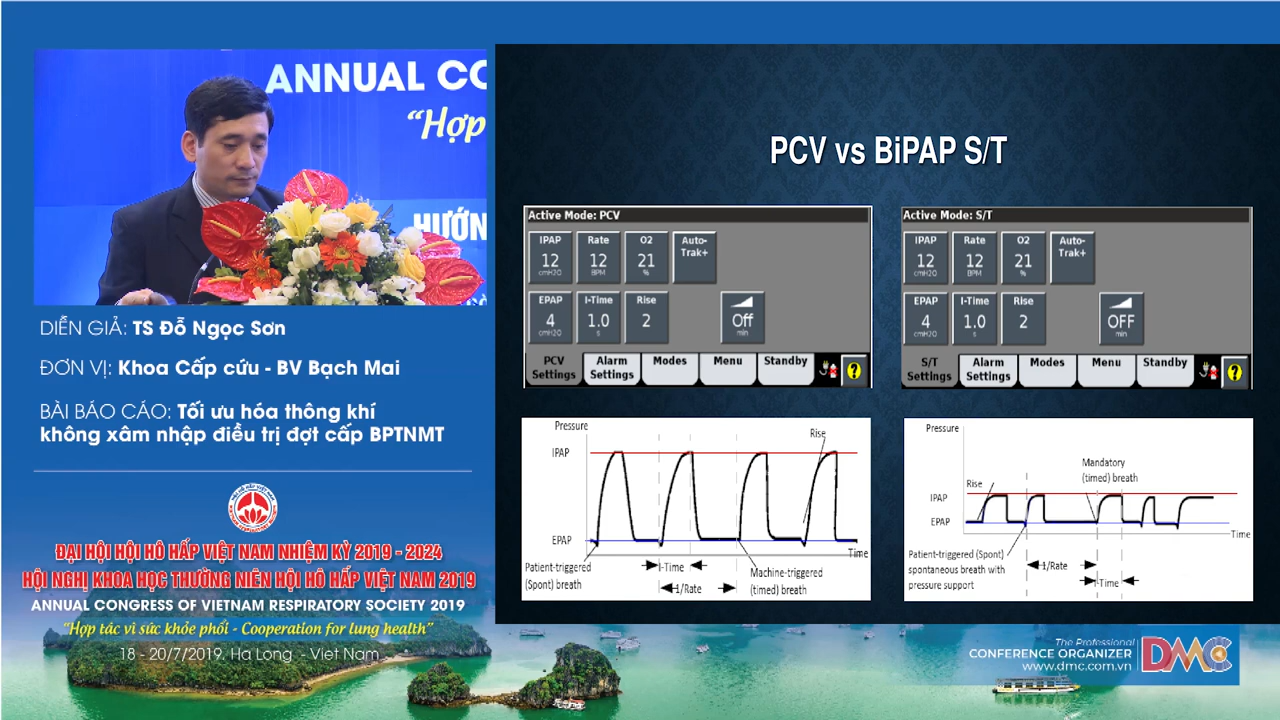 ANNUAL CO
“Hợp
HƯỚN
DIỄN GIẢ: TS Đỗ Ngọc Sơn
ĐƠN VỊ: Khoa Cấp cứu - BV Bạch Mai
BÀI BÁO CÁO: Tối ưu hóa thông khí
không xâm nhập điều trị đợt cấp BPTNMT
ĐẠI HỘI HỘI HÔ HẤP VIỆT NAM NHIỆM KỲ 2019 - 2024
HỘI NGHỊ KHOA HỌC THƯỜNG NIÊN HỘI HÔ HẤP VIỆT NAM 2019
ANNUAL CONGRESS OF VIETNAM RESPIRATORY SOCIETY 2019
“Hợp tác vì sức khỏe phổi - Cooperation for lung health”
18 - 20/7/2019. Ha Long - Viet Nam
PCV vs BiPAP S/T
Active Mode: PCV
IPAP Rate O2 Auto-
Trak+
12 12 21
cmH2O BPM %
EPAP I-Time Rise
4 1.0 2 Off
cmH2O s min
PCV Settings Alarm Settings Modes Menu Standby ?
Active Mode: S/T
IPAP Rate O2 Auto-
Trak+
12 12 21
cmH2O BPM %
EPAP I-Time Rise
4 1.0 2 OFF
cmH2O s min
S/T Settings Alarm Settings Modes Menu Standby ?
Pressure
Rise
IPAP
EPAP
Time
Patient-triggered
(Spont) breath
I-Time
1/Rate
Machine-triggered
(timed) breath
Pressure
Mandatory
(timed) breath
Rise
IPAP
EPAP
Time
Patient-triggered (Spont)
spontaneous breath with
pressure support
1/Rate
I-Time
The Professional
CONFERENCE ORGANIZER
www.dmc.com.vn
DMC